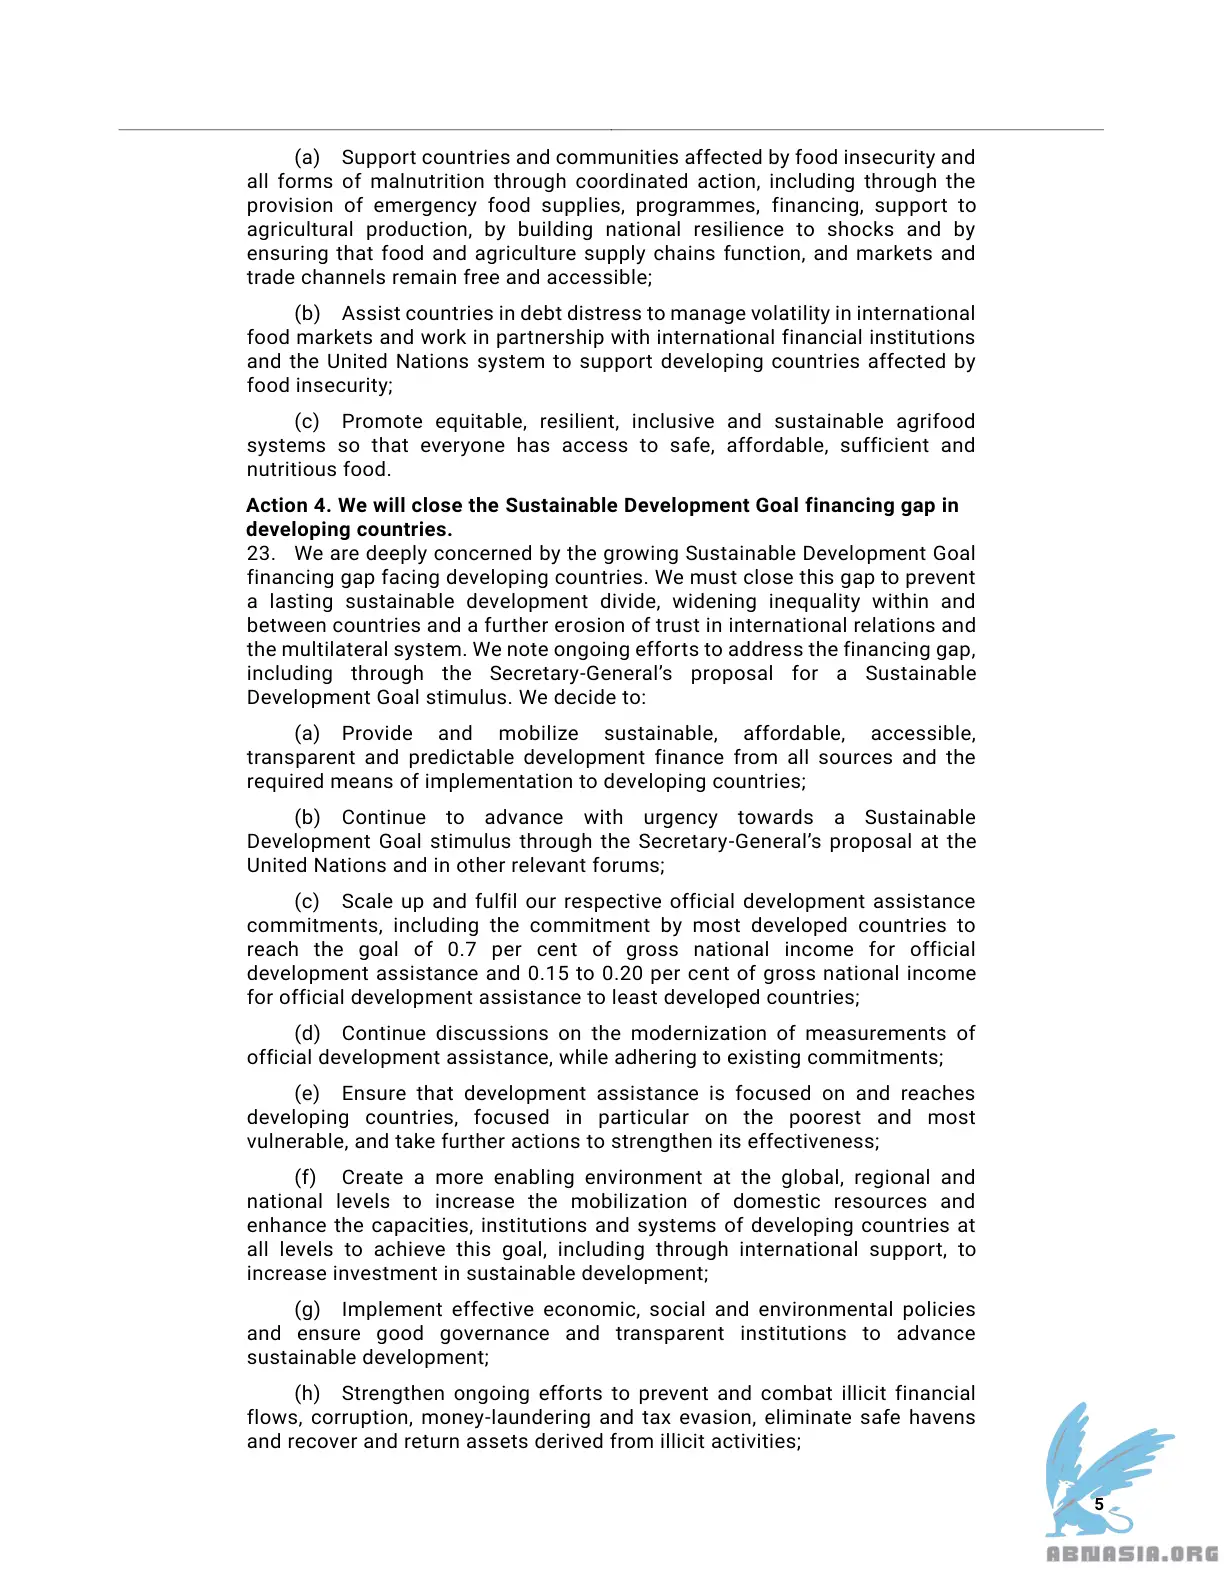 (a) Support countries and communities affected by food insecurity and
all forms of malnutrition through coordinated action, including through the
provision of emergency food supplies, programmes, financing, support to
agricultural production, by building national resilience to shocks and by
ensuring that food and agriculture supply chains function, and markets and
trade channels remain free and accessible;
(b) Assist countries in debt distress to manage volatility in international
food markets and work in partnership with international financial institutions
and the United Nations system to support developing countries affected by
food insecurity;
(c) Promote equitable, resilient, inclusive and sustainable agrifood
systems so that everyone has access to safe, affordable, sufficient and
nutritious food.
Action 4. We will close the Sustainable Development Goal financing gap in
developing countries.
23. We are deeply concerned by the growing Sustainable Development Goal
financing gap facing developing countries. We must close this gap to prevent
a lasting sustainable development divide, widening inequality within and
between countries and a further erosion of trust in international relations and
the multilateral system. We note ongoing efforts to address the financing gap,
including through the Secretary-General’s proposal for a Sustainable
Development Goal stimulus. We decide to:
(a) Provide and mobilize sustainable, affordable, accessible,
transparent and predictable development finance from all sources and the
required means of implementation to developing countries;
(b) Continue to advance with urgency towards a Sustainable
Development Goal stimulus through the Secretary-General’s proposal at the
United Nations and in other relevant forums;
(c) Scale up and fulfil our respective official development assistance
commitments, including the commitment by most developed countries to
reach the goal of 0.7 per cent of gross national income for official
development assistance and 0.15 to 0.20 per cent of gross national income
for official development assistance to least developed countries;
(d) Continue discussions on the modernization of measurements of
official development assistance, while adhering to existing commitments;
(e) Ensure that development assistance is focused on and reaches
developing countries, focused in particular on the poorest and most
vulnerable, and take further actions to strengthen its effectiveness;
(f) Create a more enabling environment at the global, regional and
national levels to increase the mobilization of domestic resources and
enhance the capacities, institutions and systems of developing countries at
all levels to achieve this goal, including through international support, to
increase investment in sustainable development;
(g) Implement effective economic, social and environmental policies
and ensure good governance and transparent institutions to advance
sustainable development;
(h) Strengthen ongoing efforts to prevent and combat illicit financial
flows, corruption, money-laundering and tax evasion, eliminate safe havens
and recover and return assets derived from illicit activities;
5
ABNASIA.ORG